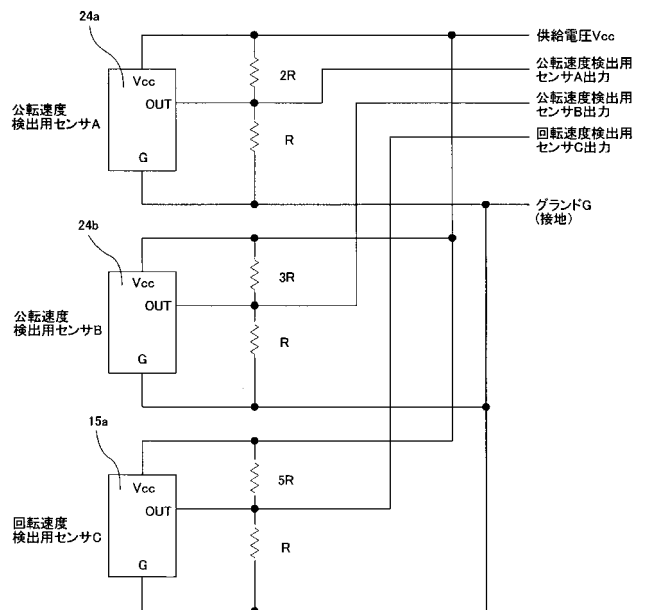 24a
Vcc
OUT
G
公転速度
検出用センサA
2R
R
供給電圧Vcc
公転速度検出用
センサA出力
公転速度検出用
センサB出力
回転速度検出用
センサC出力
グランドG
(接地)
24b
Vcc
OUT
G
公転速度
検出用センサB
3R
R
15a
Vcc
OUT
G
回転速度
検出用センサC
5R
R